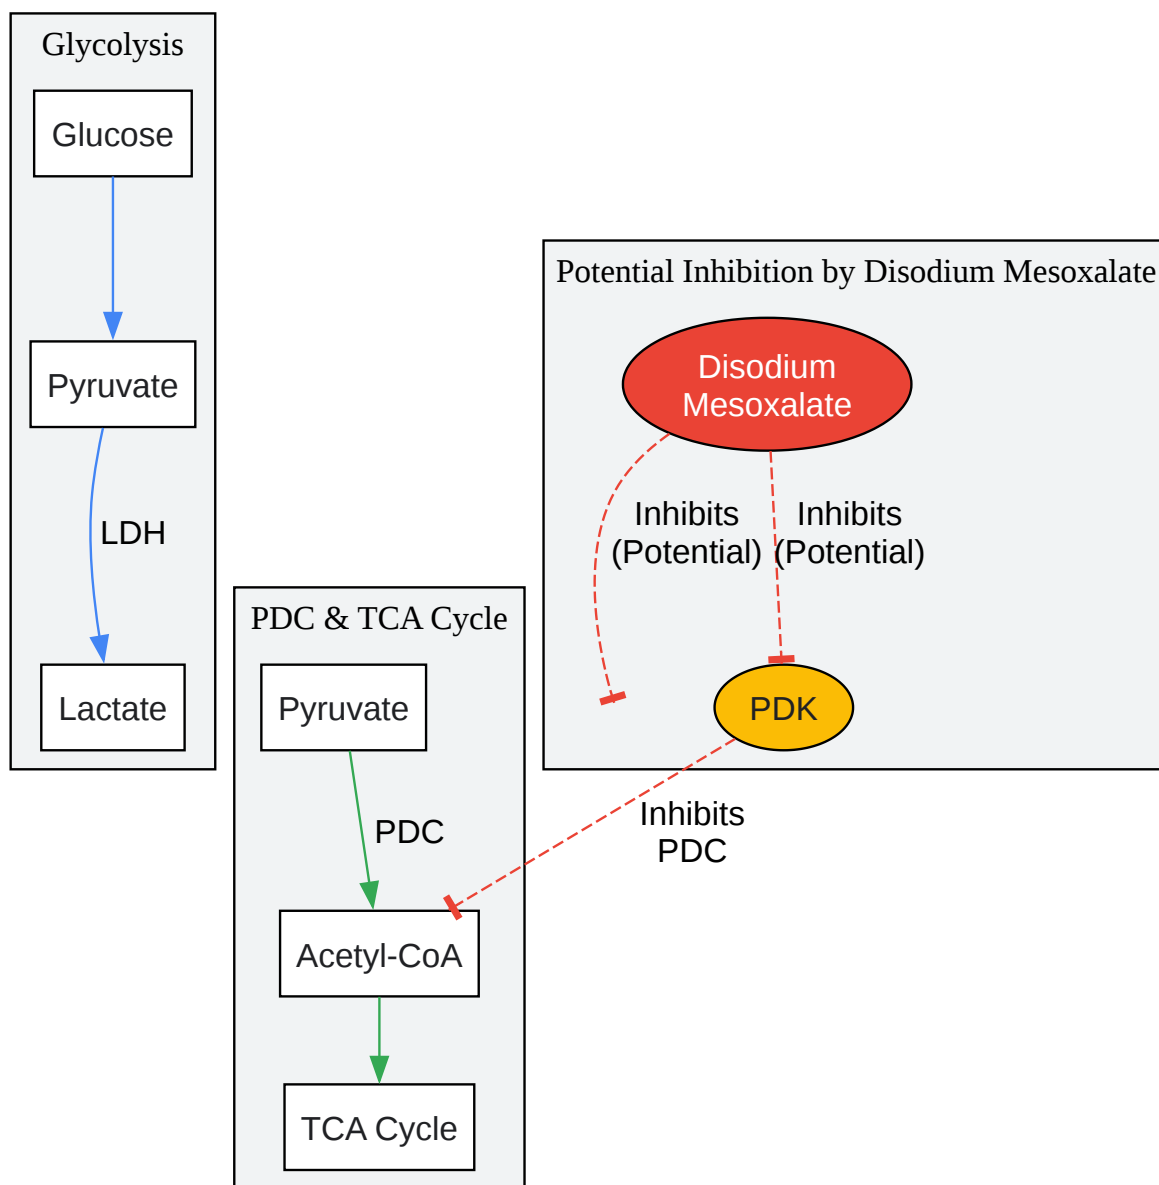 Glycolysis
Glucose
Pyruvate
LDH
Lactate
Potential Inhibition by Disodium Mesoxalate
Disodium
Mesoxalate
Inhibits
(Potential)
Inhibits
(Potential)
PDK
Inhibits
PDC
PDC & TCA Cycle
Pyruvate
PDC
Acetyl-CoA
TCA Cycle